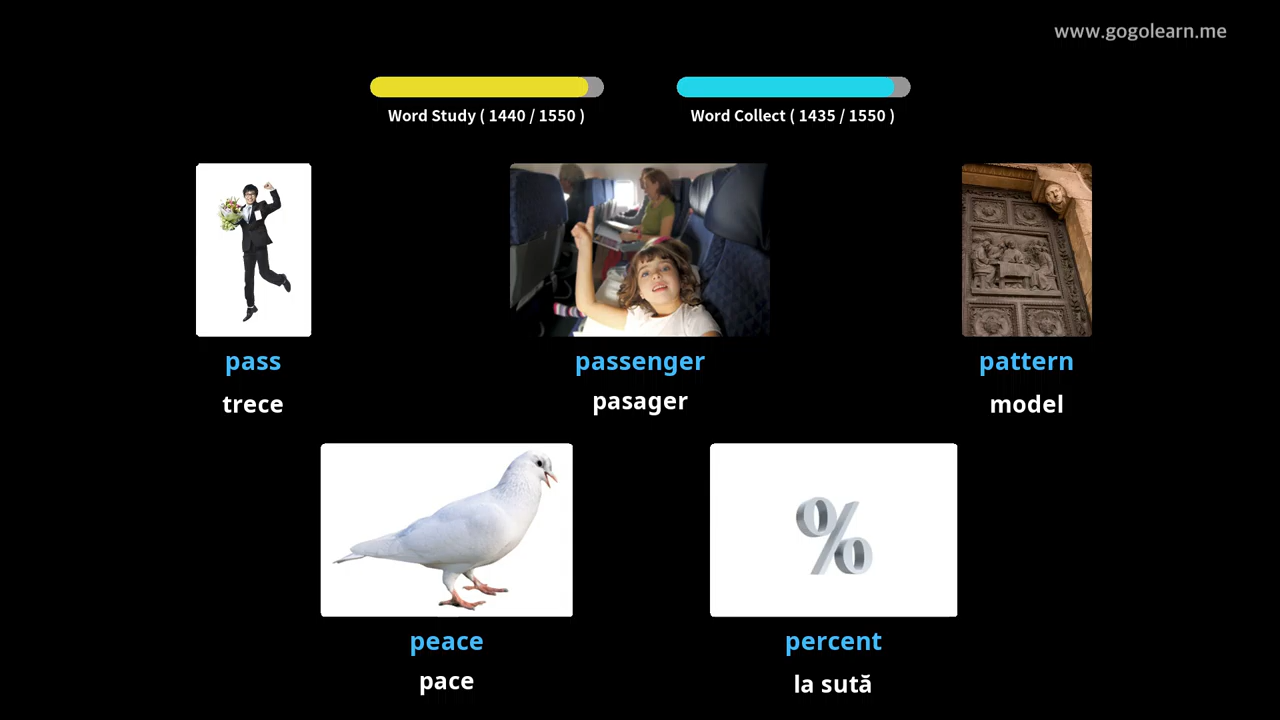 www.gogolearn.me
Word Study ( 1440 / 1550 )
Word Collect ( 1435 / 1550 )
pass
trece
passenger
pasager
pattern
model
peace
pace
%
percent
la sută